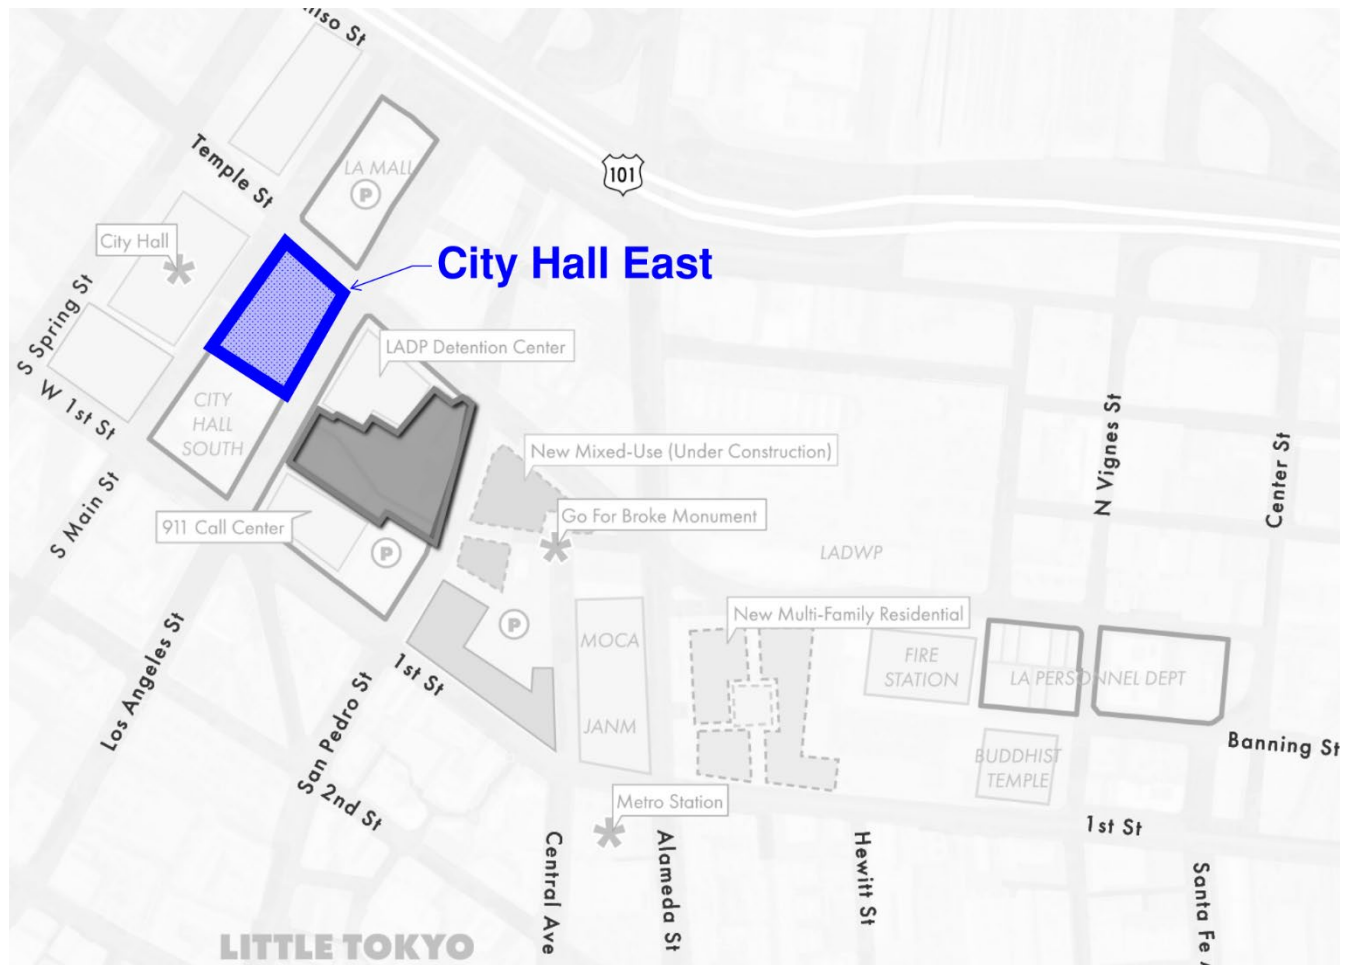 Temple St
LA MALL
P
101
City Hall
City Hall East
S Spring St
LADP Detention Center
W 1st St
CITY
HALL
SOUTH
New Mixed-Use (Under Construction)
N Vignes St
Center St
S Main St
911 Call Center
Go For Broke Monument
P
LADWP
New Multi-Family Residential
P
MOCA
FIRE
STATION
LA PERSONNEL DEPT
Los Angeles St
1st St
San Pedro St
JANM
Banning St
BUDDHIST
TEMPLE
2nd St
Metro Station
1st St
Central Ave
Alameda St
Hewitt St
Santa Fe
LITTLE TOKYO